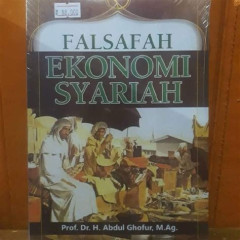 FALSAFAH
EKONOMI
SYARIAH
Prof. Dr. H. Abdul Ghofur, M.Ag.